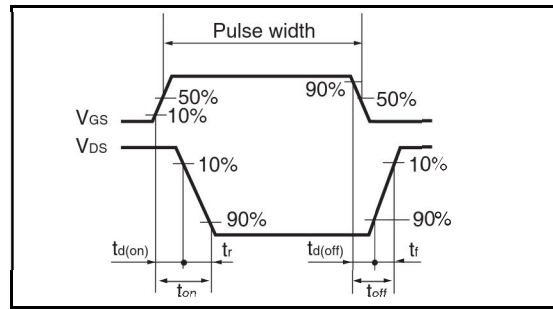 Pulse width
90%
50%
50%
VGS
10%
VDS
10%
10%
90%
90%
td(on)
tr
td(off)
tf
ton
toff